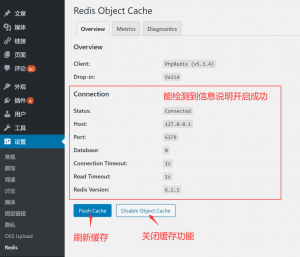 Redis Object Cache
Overview
Metrics
Diagnostics
文章
媒体
链接
页面
评论
外观
插件
用户
工具
设置
常规
撰写
阅读
讨论
媒体
固定链接
隐私
OSS Upload
Redis
Overview
Client:
PhpRedis (v5.3.4)
Drop-in:
Valid
Connection
能检测到信息说明开启成功
Status:
Connected
Host:
127.0.0.1
Port:
6379
Database:
0
Connection Timeout:
1s
Read Timeout:
1s
Redis Version:
6.2.1
Flush Cache
Disable Object Cache
刷新缓存
关闭缓存功能